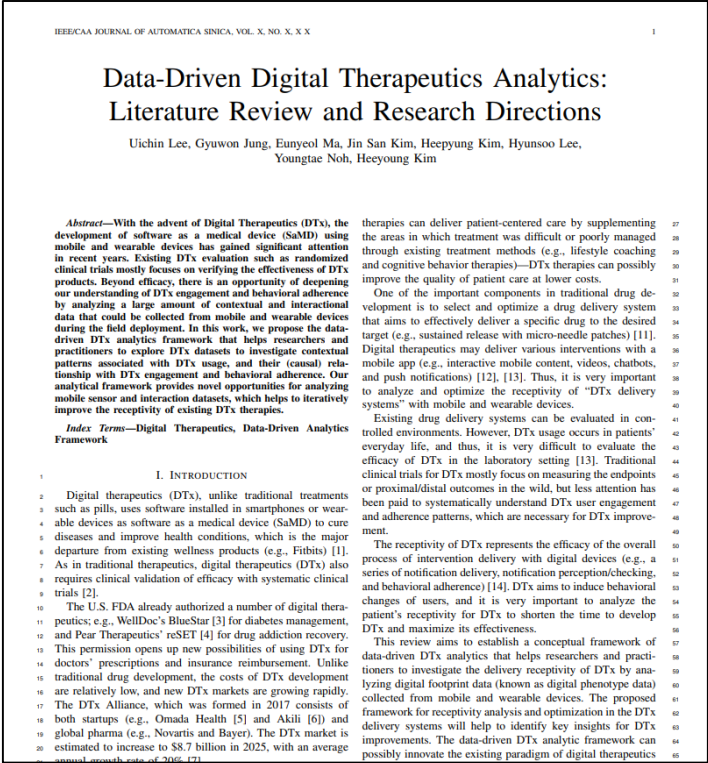 IEEE/CAA JOURNAL OF AUTOMATICA SINICA, VOL. X, NO. X, X X 1
Data-Driven Digital Therapeutics Analytics:
Literature Review and Research Directions
Uichin Lee, Gyuwon Jung, Eunyeol Ma, Jin San Kim, Heepyung Kim, Hyunsoo Lee,
Youngtae Noh, Heeyoung Kim
Abstract—With the advent of Digital Therapeutics (DTx), the
development of software as a medical device (SaMD) using
mobile and wearable devices has gained significant attention
in recent years. Existing DTx evaluation such as randomized
clinical trials mostly focuses on verifying the effectiveness of DTx
products. Beyond efficacy, there is an opportunity of deepening
our understanding of DTx engagement and behavioral adherence
by analyzing a large amount of contextual and interactional
data that could be collected from mobile and wearable devices
during the field deployment. In this work, we propose the data-
driven DTx analytics framework that helps researchers and
practitioners to explore DTx datasets to investigate contextual
patterns associated with DTx usage, and their (causal) rela-
tionship with DTx engagement and behavioral adherence. Our
analytical framework provides novel opportunities for analyzing
mobile sensor and interaction datasets, which helps to iteratively
improve the receptivity of existing DTx therapies.
Index Terms—Digital Therapeutics, Data-Driven Analytics
Framework
1 I. INTRODUCTION
2 Digital therapeutics (DTx), unlike traditional treatments
3 such as pills, uses software installed in smartphones or wear-
4 able devices as software as a medical device (SaMD) to cure
5 diseases and improve health conditions, which is the major
6 departure from existing wellness products (e.g., Fitbits) [1].
7 As in traditional therapeutics, digital therapeutics (DTx) also
8 requires clinical validation of efficacy with systematic clinical
9 trials [2].
10 The U.S. FDA already authorized a number of digital thera-
11 peutics; e.g., WellDoc's BlueStar [3] for diabetes management,
12 and Pear Therapeutics' reSET [4] for drug addiction recovery.
13 This permission opens up new possibilities of using DTx for
14 doctors' prescriptions and insurance reimbursement. Unlike
15 traditional drug development, the costs of DTx development
16 are relatively low, and new DTx markets are growing rapidly.
17 The DTx Alliance, which was formed in 2017 consists of
18 both startups (e.g., Omada Health [5] and Akili [6]) and
19 global pharma (e.g., Novartis and Bayer). The DTx market is
20 estimated to increase to $8.7 billion in 2025, with an average
annual growth rate of 20% [7]
therapies can deliver patient-centered care by supplementing 27
the areas in which treatment was difficult or poorly managed 28
through existing treatment methods (e.g., lifestyle coaching 29
and cognitive behavior therapies)—DTx therapies can possibly 30
improve the quality of patient care at lower costs. 31
One of the important components in traditional drug de- 32
velopment is to select and optimize a drug delivery system 33
that aims to effectively deliver a specific drug to the desired 34
target (e.g., sustained release with micro-needle patches) [11]. 35
Digital therapeutics may deliver various interventions with a 36
mobile app (e.g., interactive mobile content, videos, chatbots, 37
and push notifications) [12], [13]. Thus, it is very important 38
to analyze and optimize the receptivity of “DTx delivery 39
systems” with mobile and wearable devices. 40
Existing drug delivery systems can be evaluated in con- 41
trolled environments. However, DTx usage occurs in patients' 42
everyday life, and thus, it is very difficult to evaluate the 43
efficacy of DTx in the laboratory setting [13]. Traditional 44
clinical trials for DTx mostly focus on measuring the endpoints 45
or proximal/distal outcomes in the wild, but less attention has 46
been paid to systematically understand DTx user engagement 47
and adherence patterns, which are necessary for DTx improve- 48
ment. 49
The receptivity of DTx represents the efficacy of the overall 50
process of intervention delivery with digital devices (e.g., a 51
series of notification delivery, notification perception/checking, 52
and behavioral adherence) [14]. DTx aims to induce behavioral 53
changes of users, and it is very important to analyze the 54
patient's receptivity for DTx to shorten the time to develop 55
DTx and maximize its effectiveness. 56
This review aims to establish a conceptual framework of 57
data-driven DTx analytics that helps researchers and practi- 58
tioners to investigate the delivery receptivity of DTx by ana- 59
lyzing digital footprint data (known as digital phenotype data) 60
collected from mobile and wearable devices. The proposed 61
framework for receptivity analysis and optimization in the DTx 62
delivery systems will help to identify key insights for DTx 63
improvements. The data-driven DTx analytic framework can 64
possibly innovate the existing paradigm of digital therapeutics 65